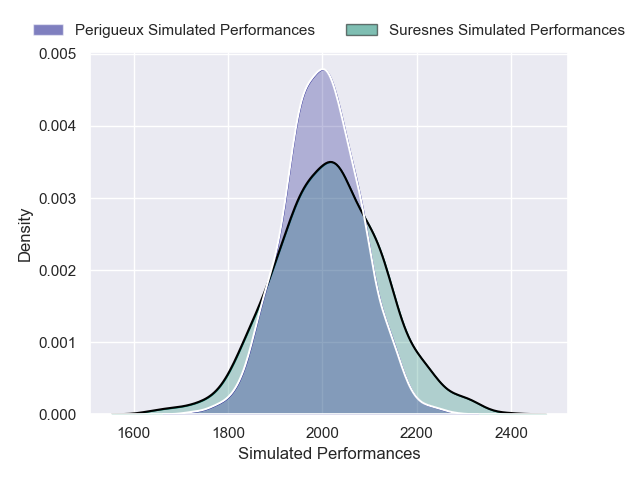 Perigueux Simulated Performances
Suresnes Simulated Performances
0.005
0.004
0.003
0.002
0.001
0.000
Density
1600
1800
2000
2200
2400
Simulated Performances